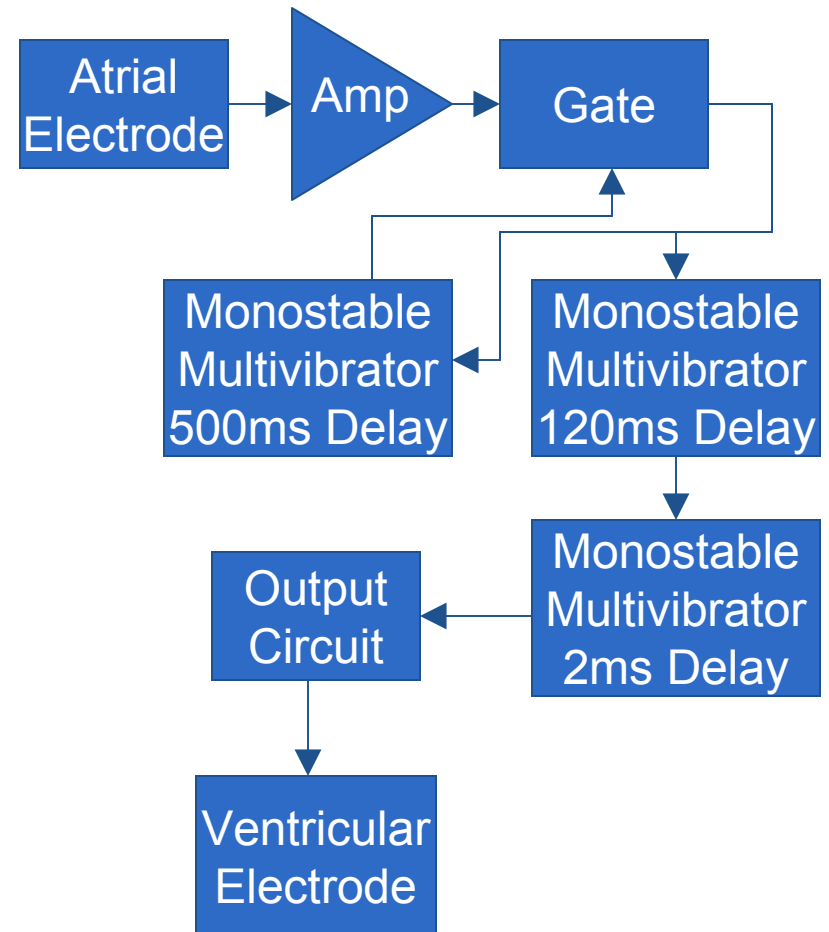 Atrial
Electrode
Amp
Gate
Monostable
Multivibrator
500ms Delay
Monostable
Multivibrator
120ms Delay
Monostable
Multivibrator
2ms Delay
Output
Circuit
Ventricular
Electrode